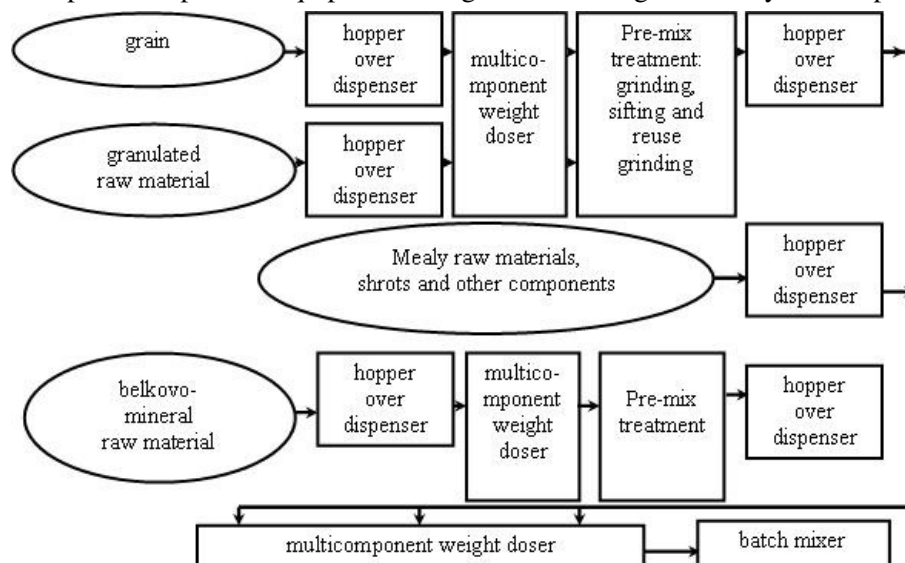 grain
hopper
over
dispenser
multico-
mponent
weight
doser
Pre-mix
treatment:
grinding,
sifting and
reuse
grinding
hopper
over
dispenser
granulated
raw material
hopper
over
dispenser
Mealy raw materials,
shrots and other components
hopper
over
dispenser
belkovo-
mineral
raw material
hopper
over
dispenser
multico-
mponent
weight
doser
Pre-mix
treatment
hopper
over
dispenser
multicomponent weight doser
batch mixer